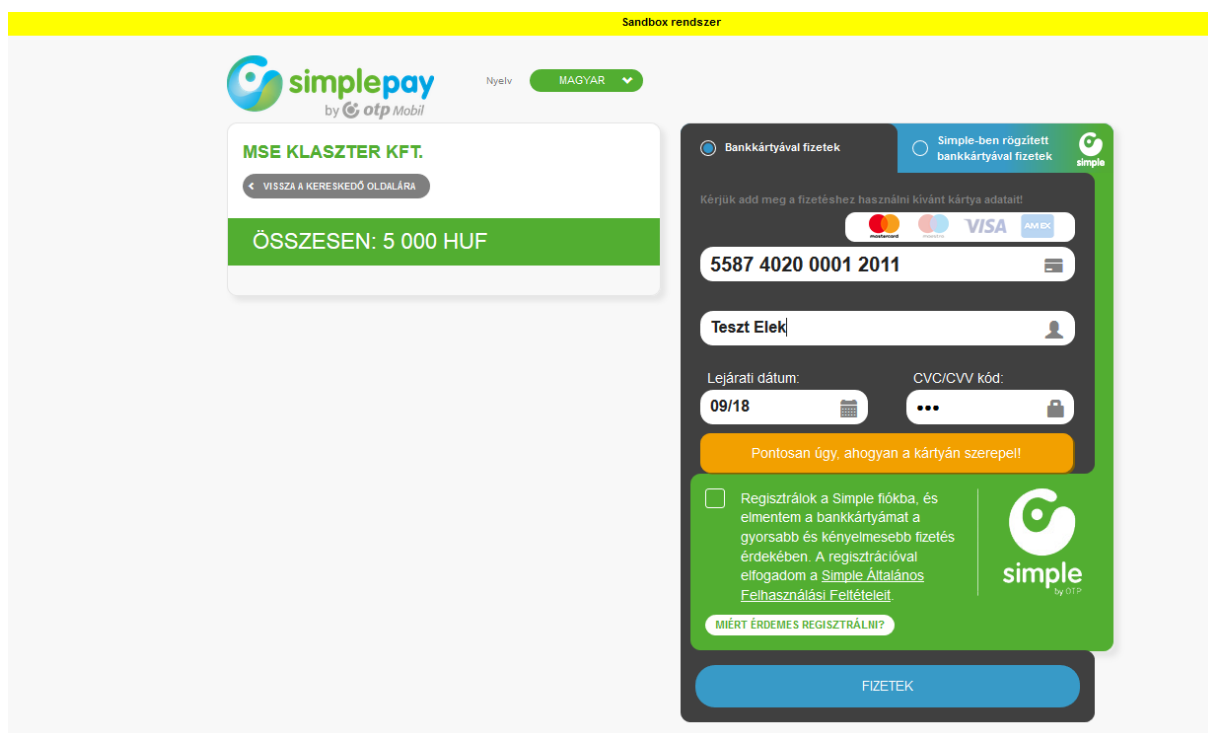 Sandbox rendszer
simplepay
by otp Mobil
Nyelv
MAGYAR
MSE KLASZTER KFT.
VISSZA A KERESKEDŐ OLDALÁRA
ÖSSZESEN: 5 000 HUF
Bankkártyával fizetek
Simple-ben rögzített
bankkártyával fizetek
simple
Kérjük add meg a fizetéshez használni kívánt kártya adatait!
mastercard
maestro
VISA
AMEX
5587 4020 0001 2011
Teszt Elek
Lejárati dátum:
CVC/CVV kód:
09/18
•••
Pontosan úgy, ahogyan a kártyán szerepel!
Regisztrálok a Simple fiókba, és
elmentem a bankkártyámat a
gyorsabb és kényelmesebb fizetés
érdekében. A regisztrációval
elfogadom a Simple Általános
Felhasználási Feltételeit.
simple
by OTP
MIÉRT ÉRDEMES REGISZTRÁLNI?
FIZETEK